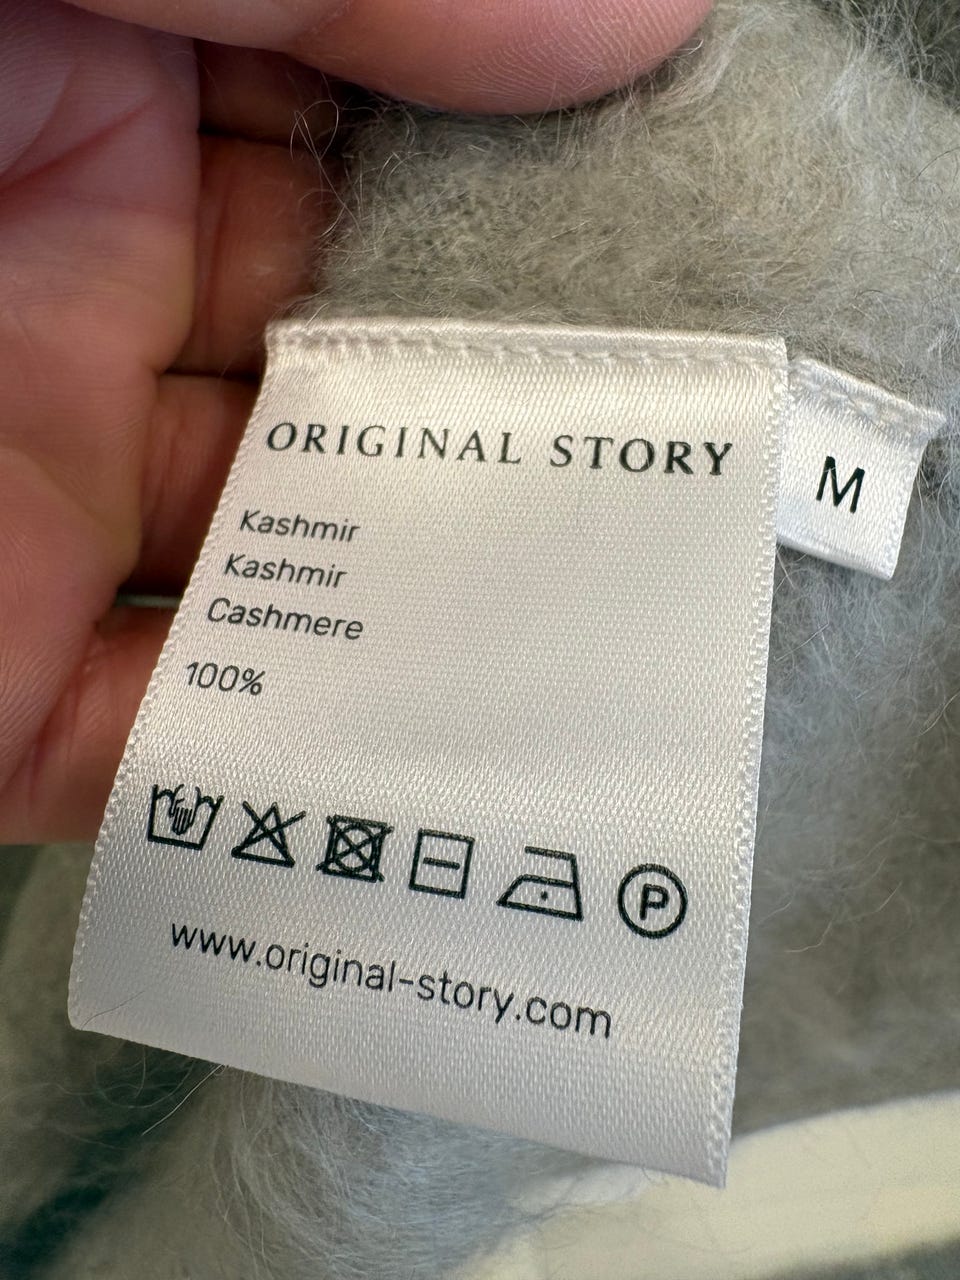 ORIGINAL STORY
M
Kashmir
Kashmir
Cashmere
100%
P
www.original-story.com